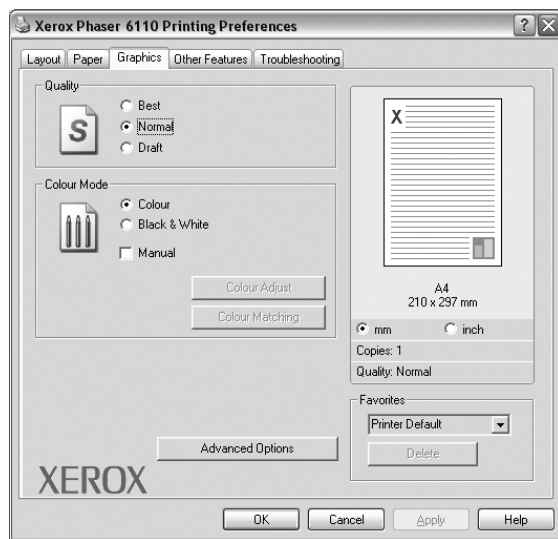 Xerox Phaser 6110 Printing Preferences
Layout Paper Graphics Other Features Troubleshooting
Quality
S
Best
Normal
Draft
Colour Mode
Colour
Black & White
Manual
Colour Adjust
Colour Matching
X
A4
210 x 297 mm
mm inch
Copies: 1
Quality: Normal
Favorites
Printer Default
Delete
Advanced Options
XEROX
OK Cancel Apply Help